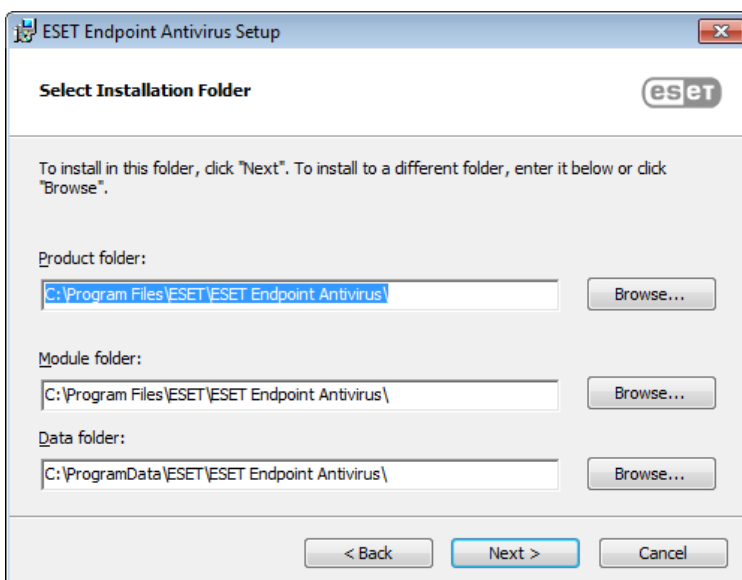 ESET Endpoint Antivirus Setup
Select Installation Folder
eset
To install in this folder, click "Next". To install to a different folder, enter it below or click
"Browse".
Product folder:
C:\Program Files\ESET\ESET Endpoint Antivirus\
Browse...
Module folder:
C:\Program Files\ESET\ESET Endpoint Antivirus\
Browse...
Data folder:
C:\ProgramData\ESET\ESET Endpoint Antivirus\
Browse...
< Back
Next >
Cancel